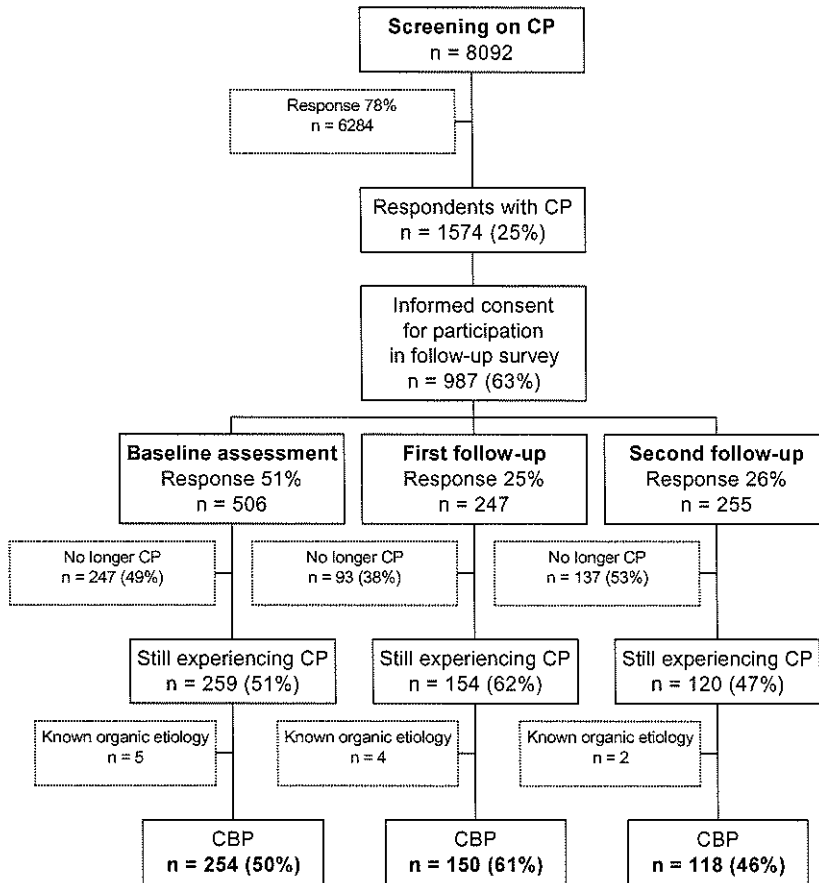 Screening on CP
n = 8092
Response 78%
n = 6284
Respondents with CP
n = 1574 (25%)
Informed consent
for participation
in follow-up survey
n = 987 (63%)
Baseline assessment
Response 51%
n = 506
First follow-up
Response 25%
n = 247
Second follow-up
Response 26%
n = 255
No longer CP
n = 247 (49%)
No longer CP
n = 93 (38%)
No longer CP
n = 137 (53%)
Still experiencing CP
n = 259 (51%)
Still experiencing CP
n = 154 (62%)
Still experiencing CP
n = 120 (47%)
Known organic etiology
n = 5
Known organic etiology
n = 4
Known organic etiology
n = 2
CBP
n = 254 (50%)
CBP
n = 150 (61%)
CBP
n = 118 (46%)